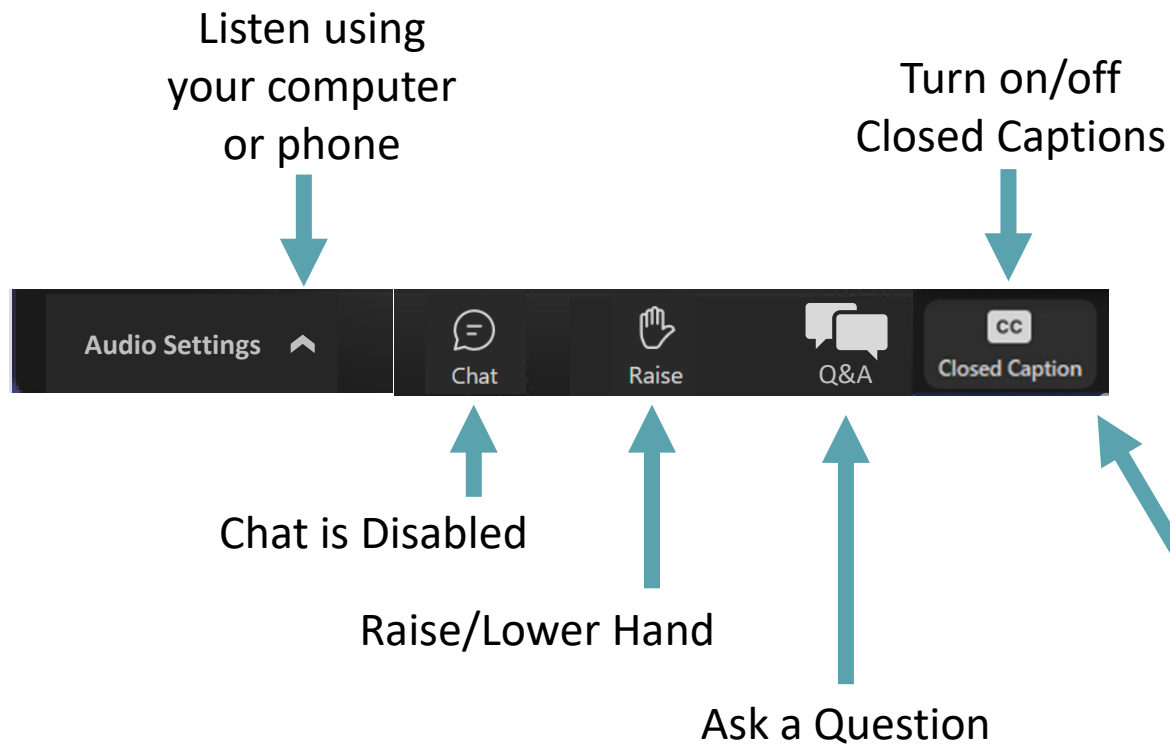 Listen using
your computer
or phone
Turn on/off
Closed Captions
Audio Settings
Chat
Raise
Q&A
CC
Closed Caption
Chat is Disabled
Raise/Lower Hand
Ask a Question